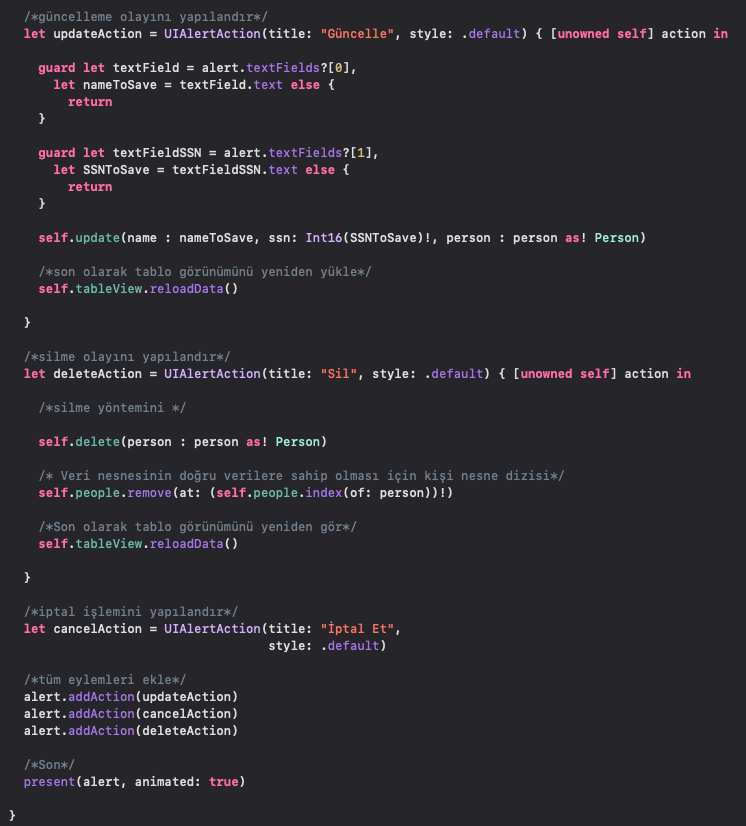 /*güncelleme olayını yapılandır*/
let updateAction = UIAlertAction(title: "Güncelle", style: .default) { [unowned self] action in
guard let textField = alert.textFields?[0],
let nameToSave = textField.text else {
return
}
guard let textFieldSSN = alert.textFields?[1],
let SSNToSave = textFieldSSN.text else {
return
}
self.update(name : nameToSave, ssn: Int16(SSNToSave)!, person : person as! Person)
/*son olarak tablo görünümünü yeniden yükle*/
self.tableView.reloadData()
}
/*silme olayını yapılandır*/
let deleteAction = UIAlertAction(title: "Sil", style: .default) { [unowned self] action in
/*silme yöntemini */
self.delete(person : person as! Person)
/* Veri nesnesinin doğru verilere sahip olması için kişi nesne dizisi*/
self.people.remove(at: (self.people.index(of: person))!)
/*Son olarak tablo görünümünü yeniden gör*/
self.tableView.reloadData()
}
/*iptal işlemini yapılandır*/
let cancelAction = UIAlertAction(title: "İptal Et",
style: .default)
/*tüm eylemleri ekle*/
alert.addAction(updateAction)
alert.addAction(cancelAction)
alert.addAction(deleteAction)
/*Son*/
present(alert, animated: true)
}